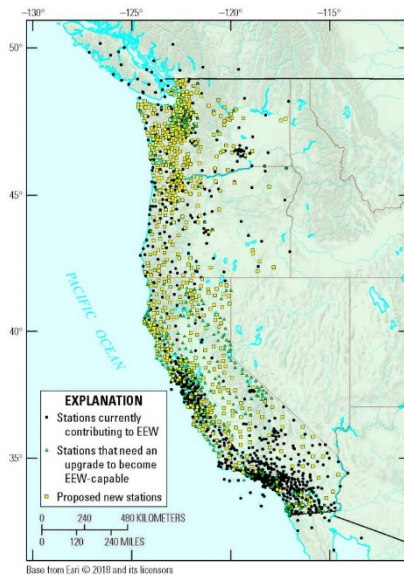 −130°
−125°
−120°
−115°
50°
45°
40°
35°
PACIFIC OCEAN
EXPLANATION
Stations currently
contributing to EEW
Stations that need an
upgrade to become
EEW-capable
Proposed new stations
0 240 480 KILOMETERS
0 120 240 MILES
Base from Esri © 2018 and its licensors